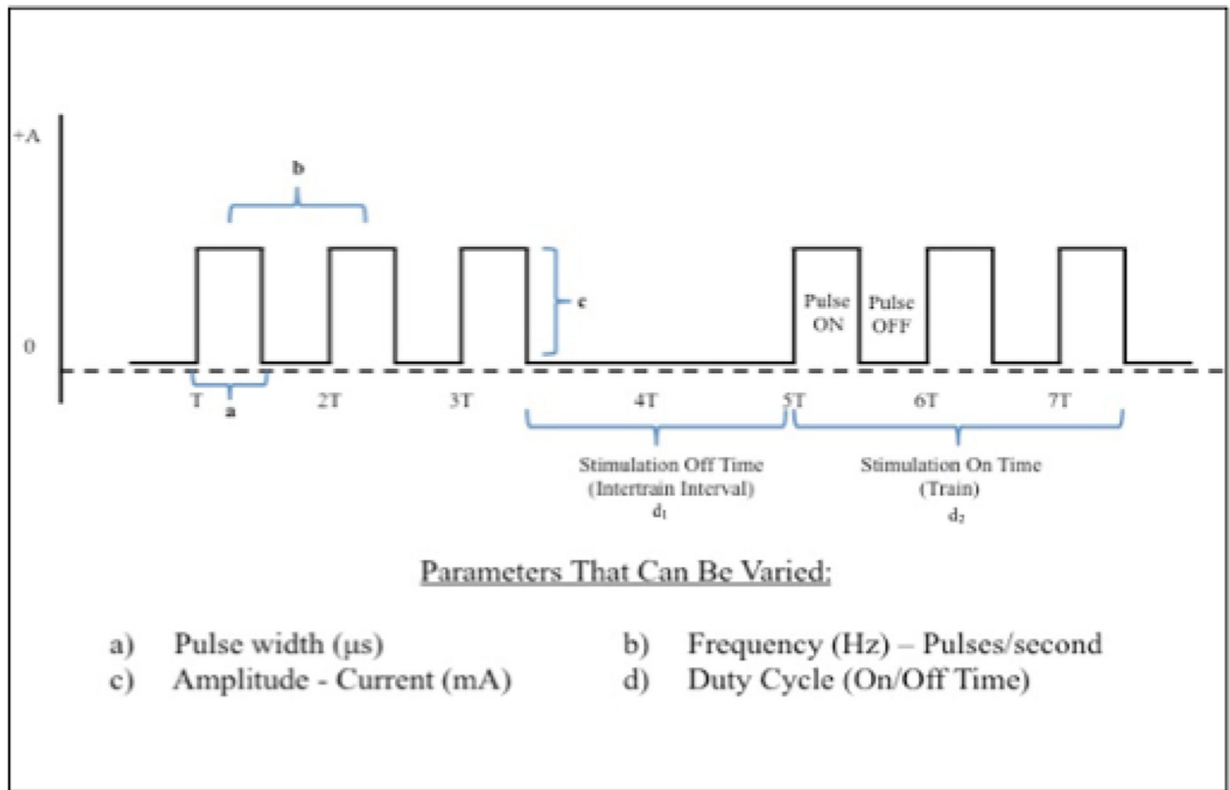 +A
b
c
Pulse
ON
Pulse
OFF
0
T
a
2T
3T
4T
5T
6T
7T
Stimulation Off Time
(Intertrain Interval)
d₁
Stimulation On Time
(Train)
d₂
Parameters That Can Be Varied:
a) Pulse width (μs)
b) Frequency (Hz) – Pulses/second
c) Amplitude - Current (mA)
d) Duty Cycle (On/Off Time)